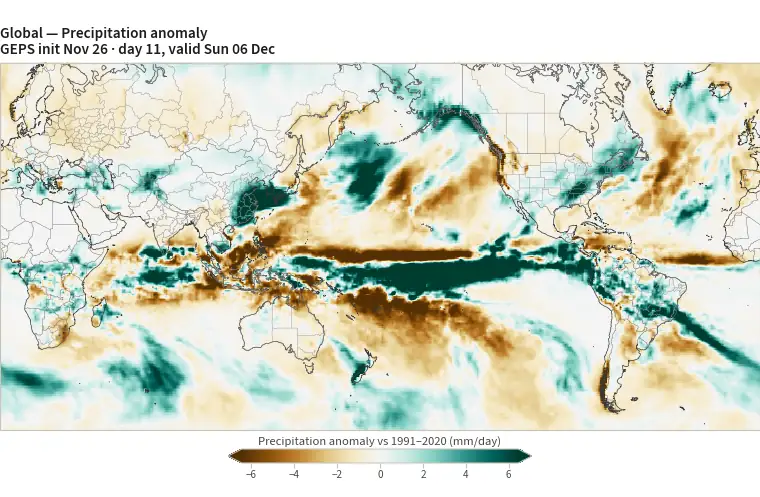 Global — Precipitation anomaly
GEPS init Nov 26 · day 11, valid Sun 06 Dec
Precipitation anomaly vs 1991–2020 (mm/day)
−6 −4 −2 0 2 4 6